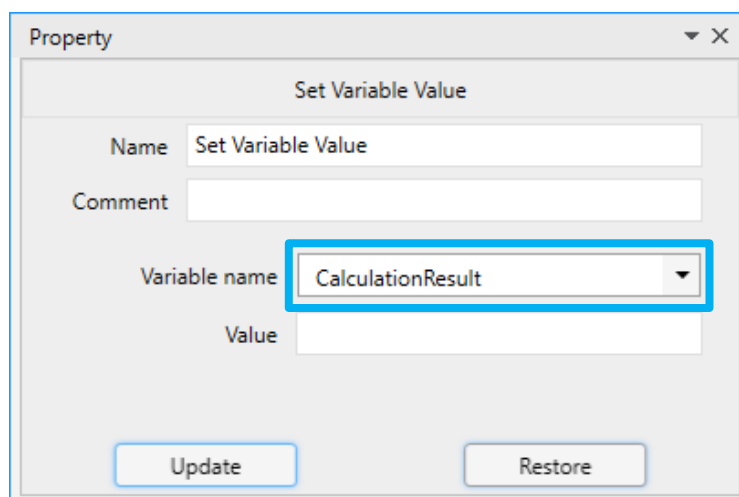 Property
Set Variable Value
Name Set Variable Value
Comment
Variable name CalculationResult
Value
Update Restore